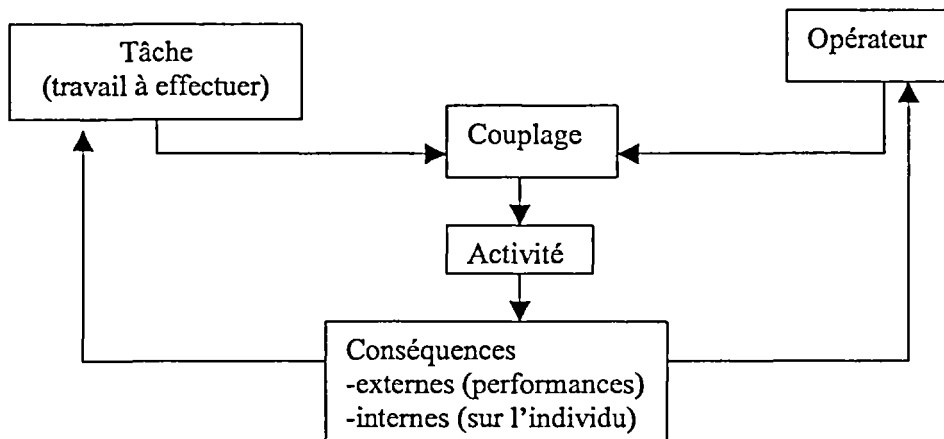 Tâche
(travail à effectuer)
Opérateur
Couplage
Activité
Conséquences
-externes (performances)
-internes (sur l'individu)